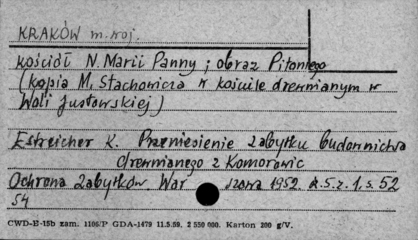 KRAKÓW m. woj.
Kościół N. Marii Panny ; obraz Pitoniego
(kopia M. Stachowicza w kościele drewnianym w
Woli Justowskiej)
Estreicher K. Przeniesienie zabytku budownictwa
drewnianego z Komorowic
Ochrona Zabytków War szawa 1952. R.5.z.1.s.52
54
CWD-E-15b zam. 1106/P GDA-1479 11.5.59. 2 550 000. Karton 200 g/V.